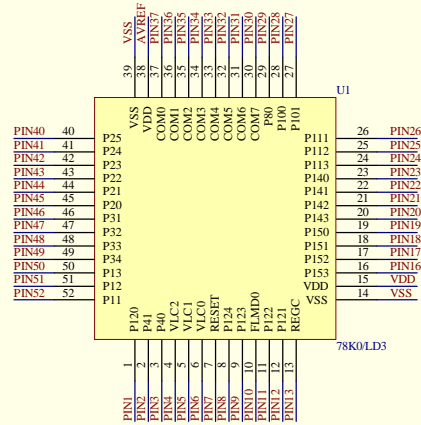 VSS AVREF PIN37 PIN36 PIN35 PIN34 PIN33 PIN32 PIN31 PIN30 PIN29 PIN28 PIN27
39 38 37 36 35 34 33 32 31 30 29 28 27
U1
VSS VDD COM0 COM1 COM2 COM3 COM4 COM5 COM6 COM7 P80 P100 P101
PIN40 40 P25 P111 26 PIN26
PIN41 41 P24 P112 25 PIN25
PIN42 42 P23 P113 24 PIN24
PIN43 43 P22 P140 23 PIN23
PIN44 44 P21 P141 22 PIN22
PIN45 45 P20 P142 21 PIN21
PIN46 46 P31 P143 20 PIN20
PIN47 47 P32 P150 19 PIN19
PIN48 48 P33 P151 18 PIN18
PIN49 49 P34 P152 17 PIN17
PIN50 50 P13 P153 16 PIN16
PIN51 51 P12 VDD 15 VDD
PIN52 52 P11 VSS 14 VSS
P120 P41 P40 VLC2 VLC1 VLC0 RESET P124 P123 FLMD0 P122 P121 REGC
78K0/LD3
1 2 3 4 5 6 7 8 9 10 11 12 13
PIN1 PIN2 PIN3 PIN4 PIN5 PIN6 PIN7 PIN8 PIN9 PIN10 PIN11 PIN12 PIN13